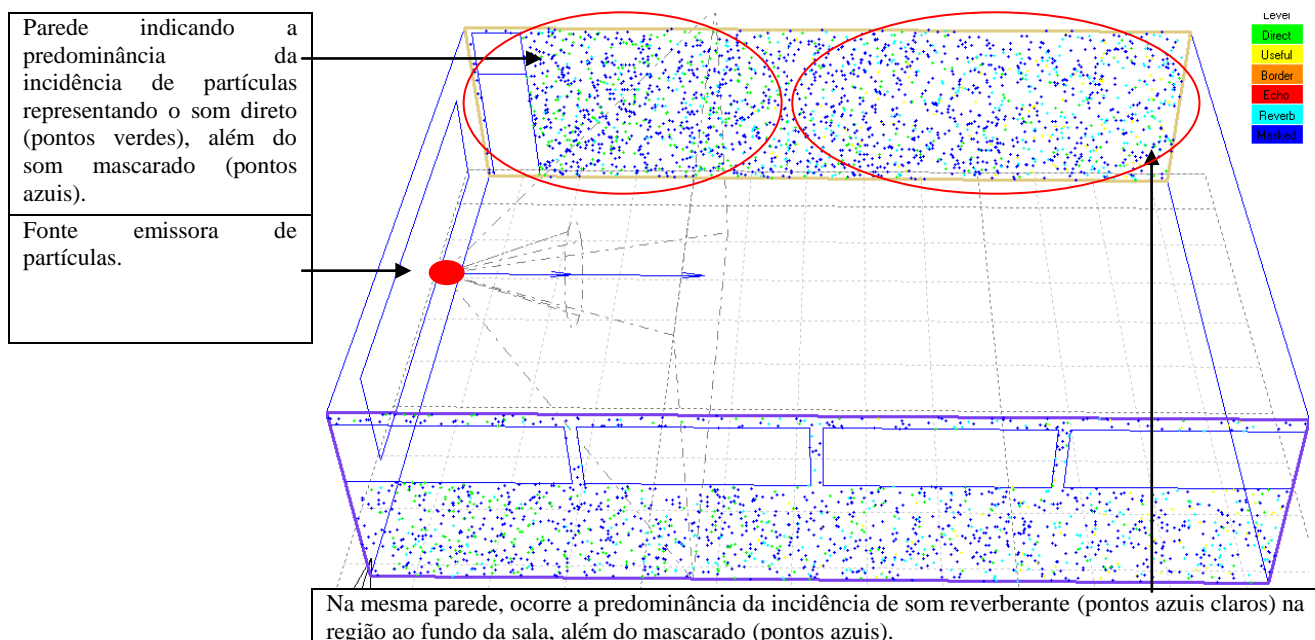 Parede indicando a
predominância da
incidência de partículas
representando o som direto
(pontos verdes), além do
som mascarado (pontos
azuis).
Fonte emissora de
partículas.
Level
Direct
Useful
Border
Echo
Reverb
Masked
Na mesma parede, ocorre a predominância da incidência de som reverberante (pontos azuis claros) na
região ao fundo da sala, além do mascarado (pontos azuis).